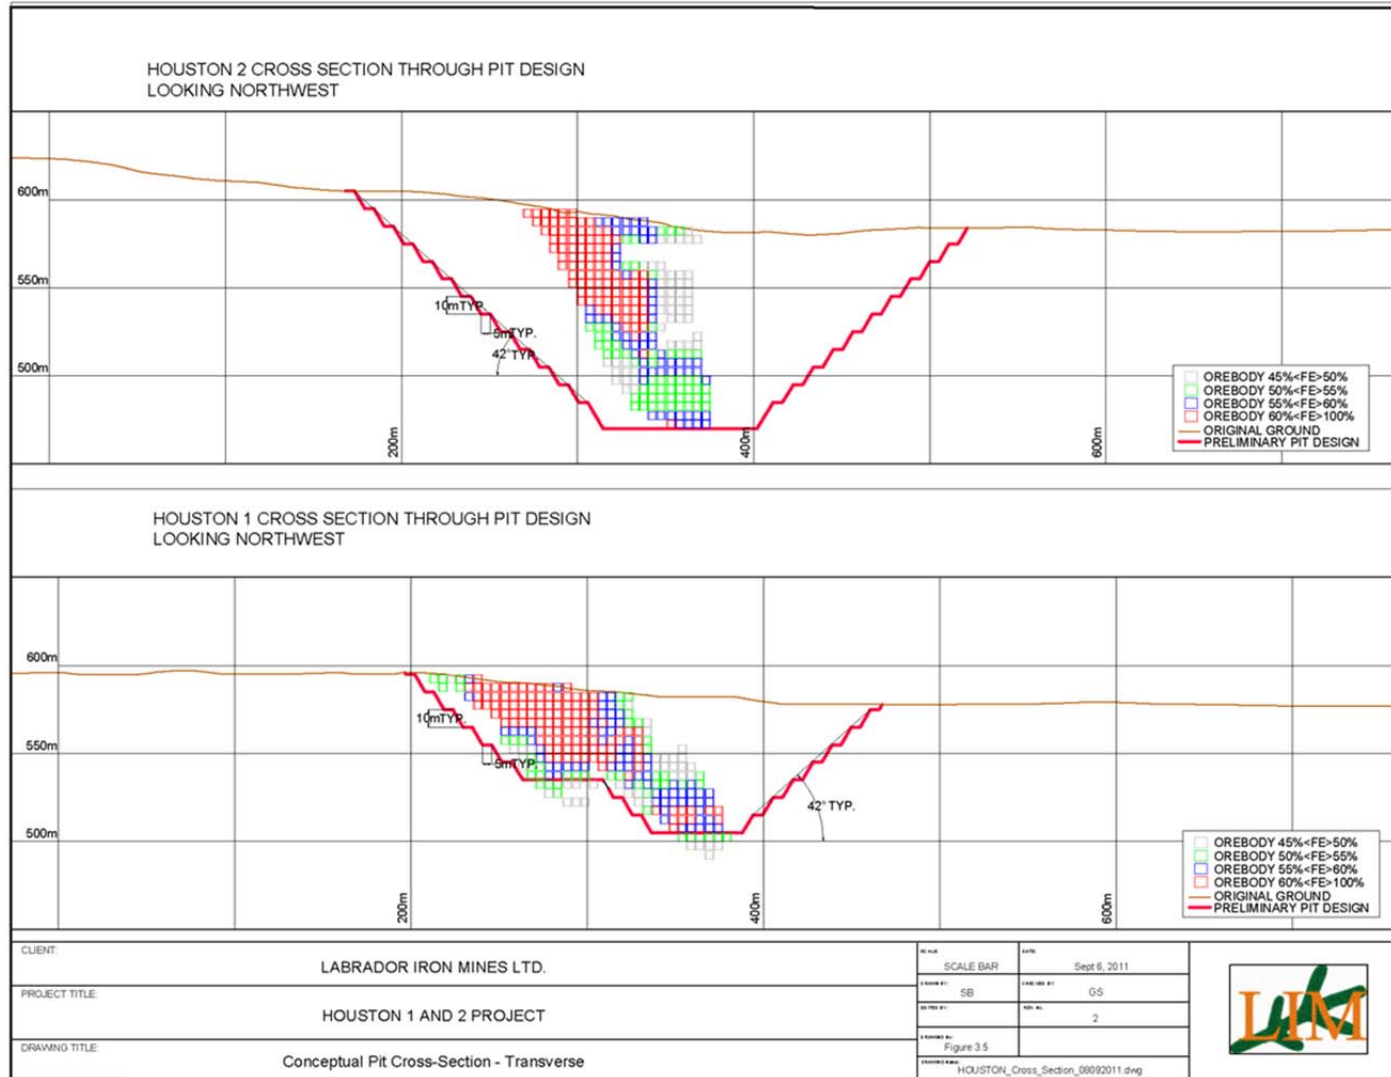 HOUSTON 2 CROSS SECTION THROUGH PIT DESIGN
LOOKING NORTHWEST
600m
550m
10mTYP.
5mTYP.
42°TYP.
500m
200m
400m
600m
OREBODY 45%<FE>50%
OREBODY 50%<FE>55%
OREBODY 55%<FE>60%
OREBODY 60%<FE>100%
ORIGINAL GROUND
PRELIMINARY PIT DESIGN
HOUSTON 1 CROSS SECTION THROUGH PIT DESIGN
LOOKING NORTHWEST
600m
10mTYP.
550m
5mTYP.
42° TYP.
500m
200m
400m
600m
OREBODY 45%<FE>50%
OREBODY 50%<FE>55%
OREBODY 55%<FE>60%
OREBODY 60%<FE>100%
ORIGINAL GROUND
PRELIMINARY PIT DESIGN
CLIENT:
LABRADOR IRON MINES LTD.
PROJECT TITLE:
HOUSTON 1 AND 2 PROJECT
DRAWING TITLE:
Conceptual Pit Cross-Section - Transverse
SCALE BAR
DATE
Sept 6, 2011
SB
GS
2
Figure 3.5
HOUSTON_Cross_Section_08092011.dwg
LIM